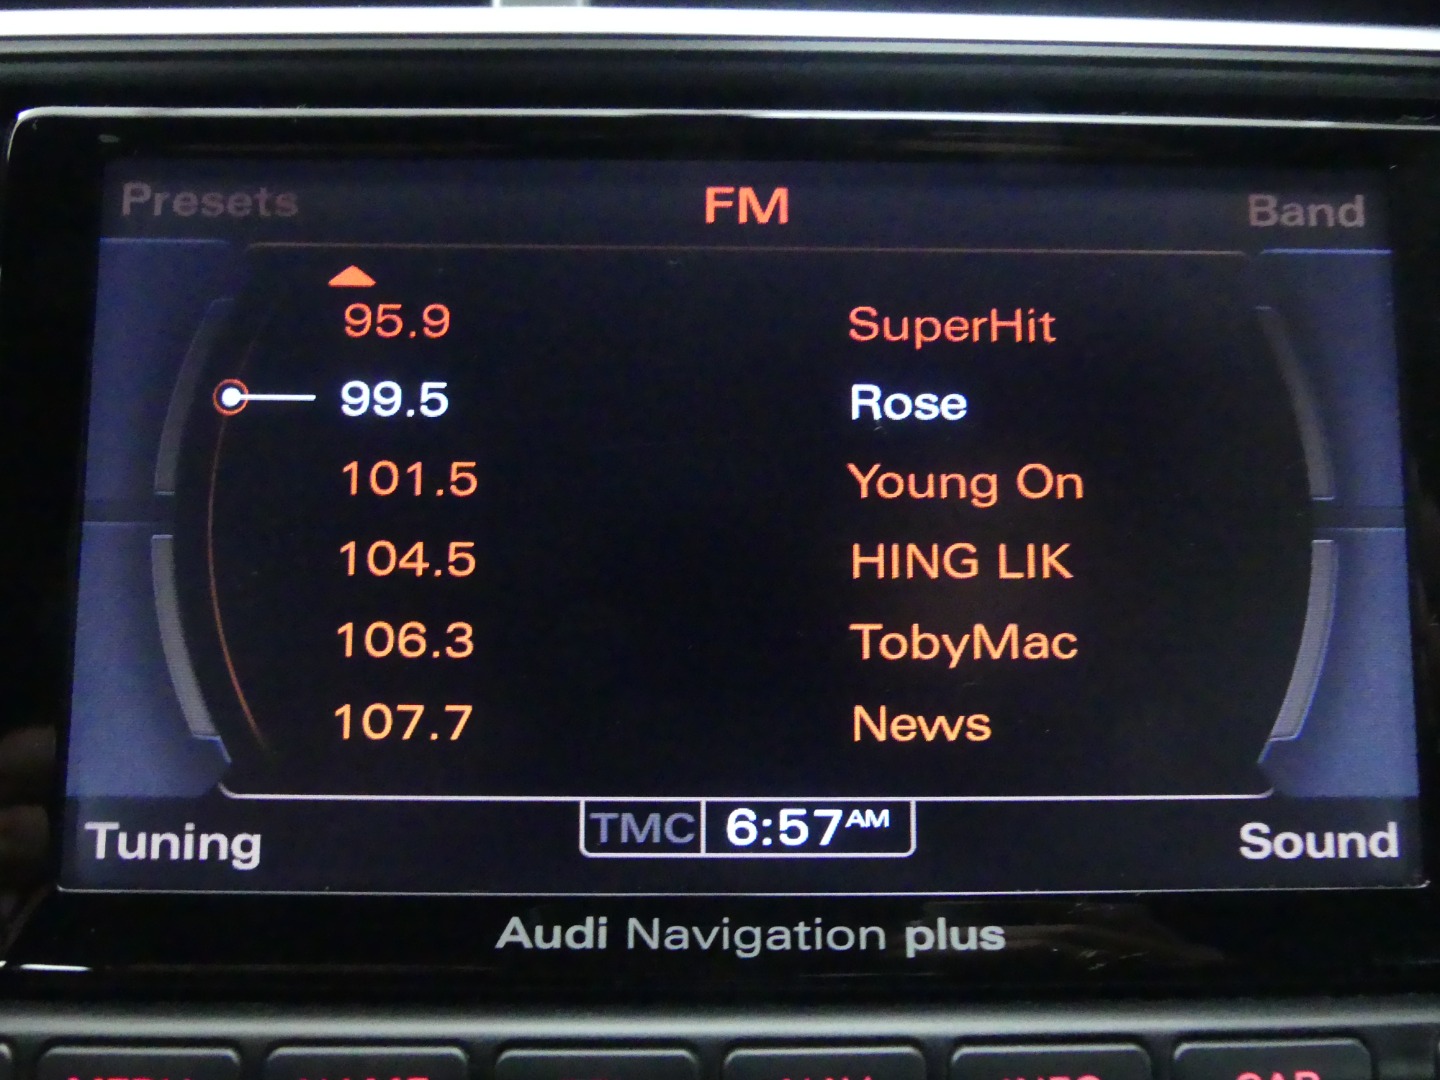 Presets FM Band
95.9 SuperHit
99.5 Rose
101.5 Young On
104.5 HING LIK
106.3 TobyMac
107.7 News
Tuning TMC 6:57AM Sound
Audi Navigation plus